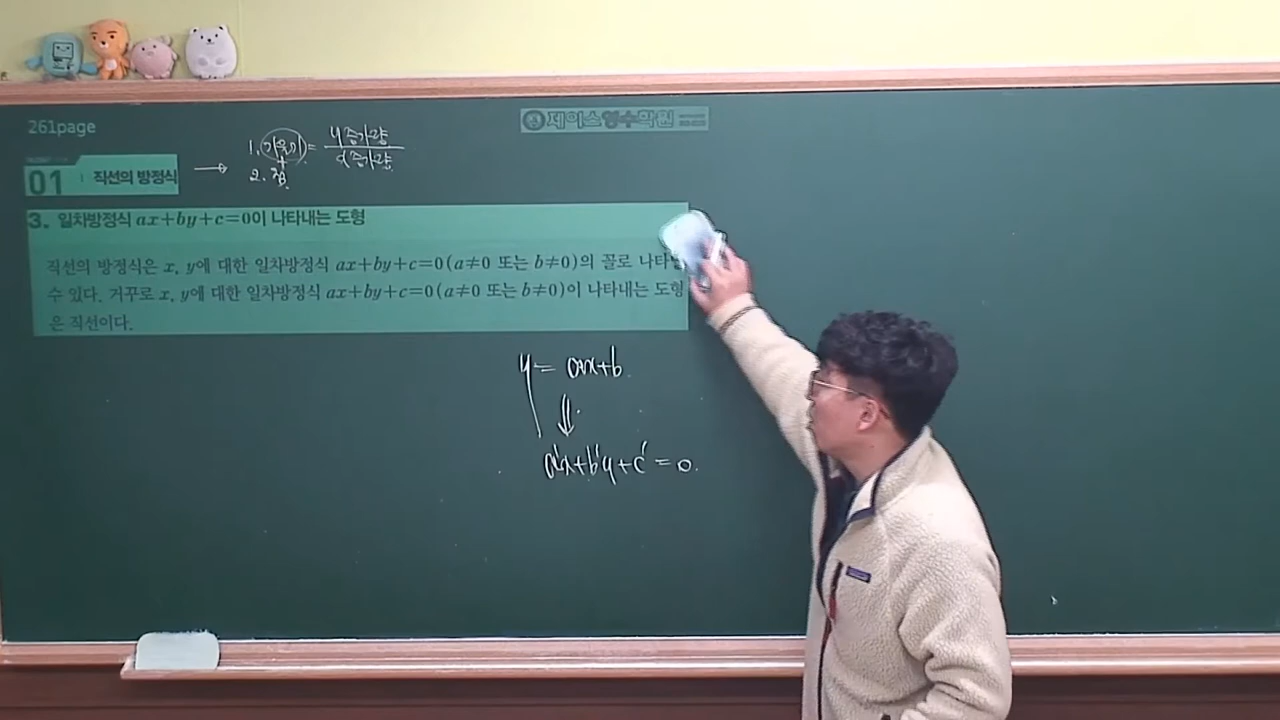 261page
제이스영수학원
01 직선의 방정식
→ 1. 기울기 = y증가량 / x증가량
+
2. 점
3. 일차방정식 ax+by+c=0이 나타내는 도형
직선의 방정식은 x, y에 대한 일차방정식 ax+by+c=0(a≠0 또는 b≠0)의 꼴로 나타낼
수 있다. 거꾸로 x, y에 대한 일차방정식 ax+by+c=0(a≠0 또는 b≠0)이 나타내는 도형
은 직선이다.
y = ax+b.
⇓
a'x+b'y+c' = 0.